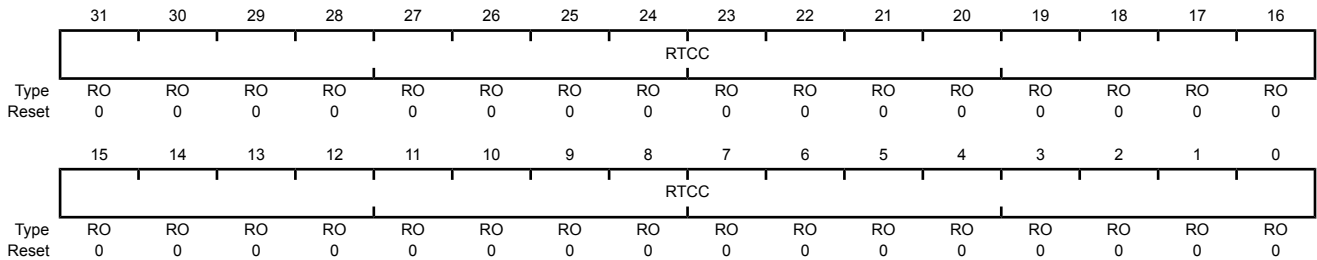 31 30 29 28 27 26 25 24 23 22 21 20 19 18 17 16
RTCC
Type RO RO RO RO RO RO RO RO RO RO RO RO RO RO RO RO
Reset 0 0 0 0 0 0 0 0 0 0 0 0 0 0 0 0
15 14 13 12 11 10 9 8 7 6 5 4 3 2 1 0
RTCC
Type RO RO RO RO RO RO RO RO RO RO RO RO RO RO RO RO
Reset 0 0 0 0 0 0 0 0 0 0 0 0 0 0 0 0